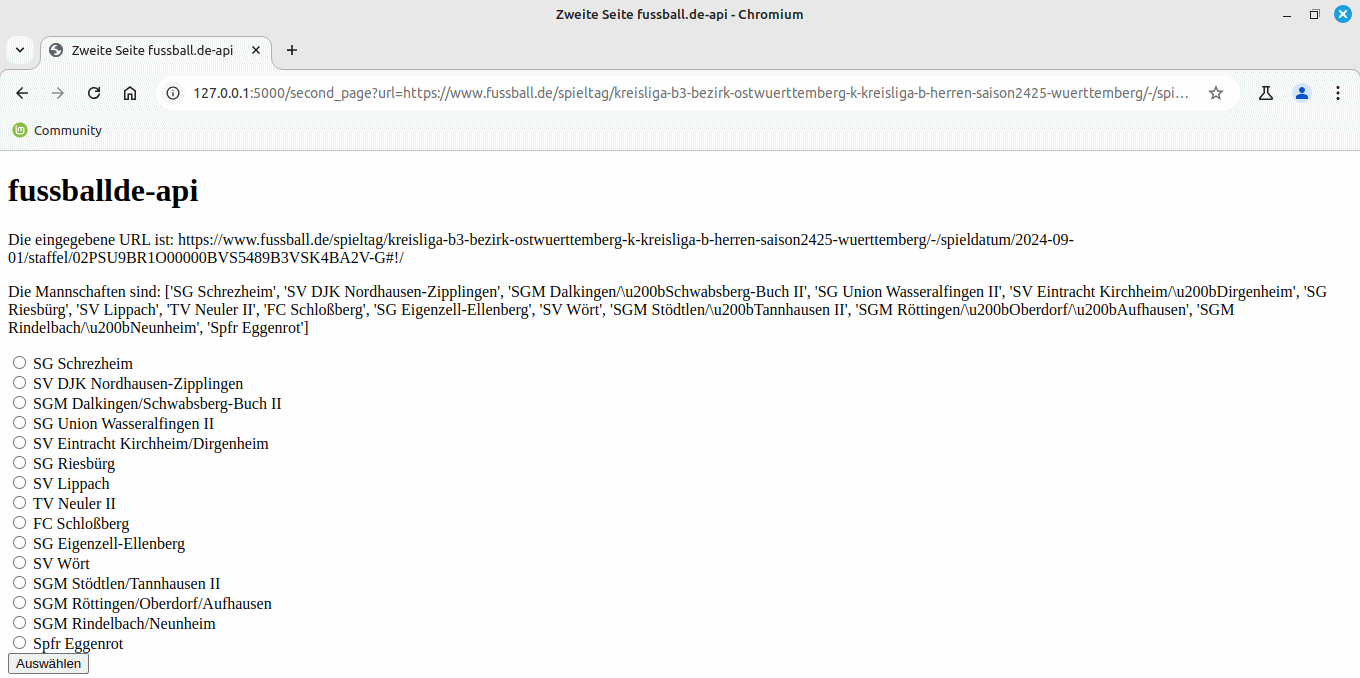 Zweite Seite fussball.de-api - Chromium
Zweite Seite fussball.de-api
127.0.0.1:5000/second_page?url=https://www.fussball.de/spieltag/kreisliga-b3-bezirk-ostwuerttemberg-k-kreisliga-b-herren-saison2425-wuerttemberg/-/spi...
Community
fussballde-api
Die eingegebene URL ist: https://www.fussball.de/spieltag/kreisliga-b3-bezirk-ostwuerttemberg-k-kreisliga-b-herren-saison2425-wuerttemberg/-/spieldatum/2024-09-
01/staffel/02PSU9BR1O00000BVS5489B3VSK4BA2V-G#!/
Die Mannschaften sind: ['SG Schrezheim', 'SV DJK Nordhausen-Zipplingen', 'SGM Dalkingen/\u200bSchwabsberg-Buch II', 'SG Union Wasseralfingen II', 'SV Eintracht Kirchheim/\u200bDirgenheim', 'SG
Riesbürg', 'SV Lippach', 'TV Neuler II', 'FC Schloßberg', 'SG Eigenzell-Ellenberg', 'SV Wört', 'SGM Stödtlen/\u200bTannhausen II', 'SGM Röttingen/\u200bOberdorf/\u200bAufhausen', 'SGM
Rindelbach/\u200bNeunheim', 'Spfr Eggenrot']
SG Schrezheim
SV DJK Nordhausen-Zipplingen
SGM Dalkingen/Schwabsberg-Buch II
SG Union Wasseralfingen II
SV Eintracht Kirchheim/Dirgenheim
SG Riesbürg
SV Lippach
TV Neuler II
FC Schloßberg
SG Eigenzell-Ellenberg
SV Wört
SGM Stödtlen/Tannhausen II
SGM Röttingen/Oberdorf/Aufhausen
SGM Rindelbach/Neunheim
Spfr Eggenrot
Auswählen